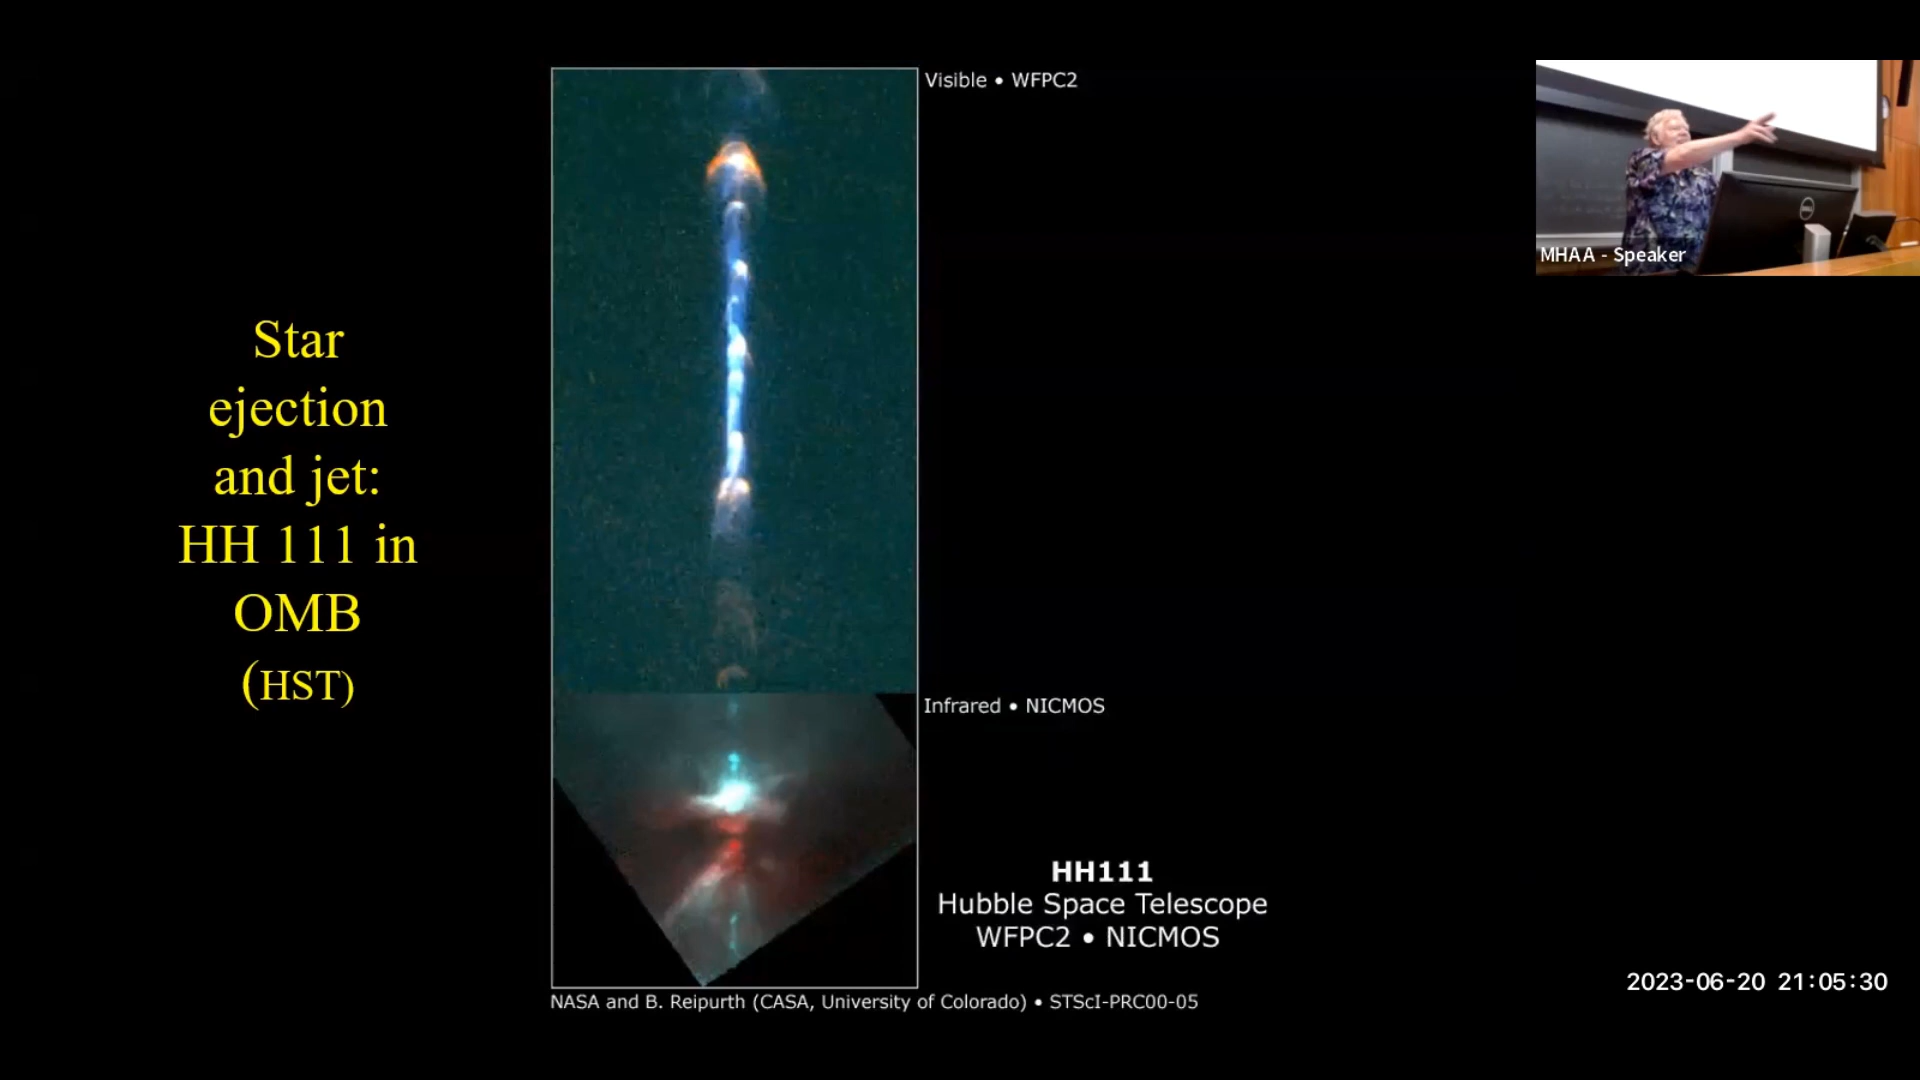 Visible • WFPC2
MHAA - Speaker
Star
ejection
and jet:
HH 111 in
OMB
(HST)
Infrared • NICMOS
HH111
Hubble Space Telescope
WFPC2 • NICMOS
2023-06-20 21:05:30
NASA and B. Reipurth (CASA, University of Colorado) • STScI-PRC00-05